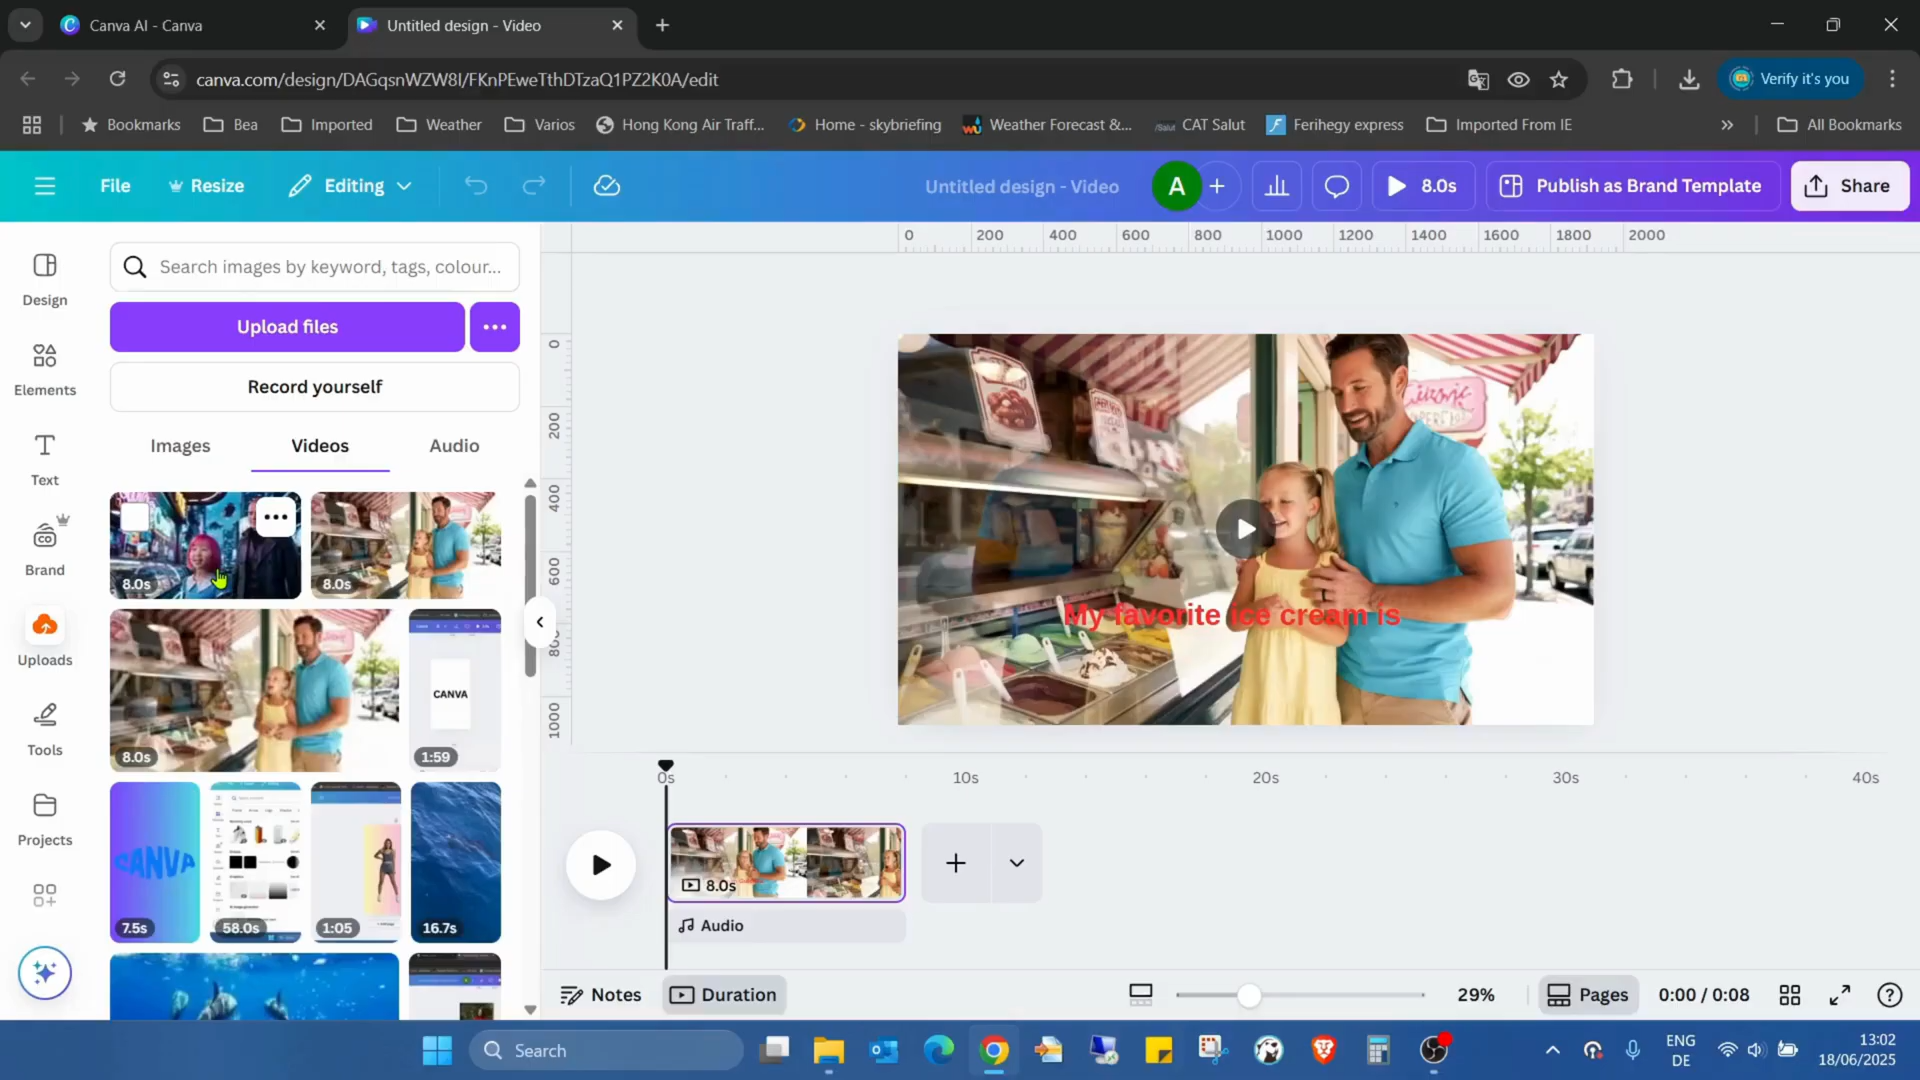 Canva AI - Canva
Untitled design - Video
canva.com/design/DAGqsnWZW8I/FKnPEweTthDTzaQ1PZ2K0A/edit
Verify it's you
Bookmarks
Bea
Imported
Weather
Varios
Hong Kong Air Traff...
Home - skybriefing
Weather Forecast &...
CAT Salut
Ferihegy express
Imported From IE
All Bookmarks
File
Resize
Editing
Untitled design - Video
A
8.0s
Publish as Brand Template
Share
Design
Elements
Text
Brand
Uploads
Tools
Projects
Search images by keyword, tags, colour...
Upload files
Record yourself
Images
Videos
Audio
8.0s
8.0s
8.0s
CANVA
1:59
CANVA
7.5s
58.0s
1:05
16.7s
0 200 400 600 800 1000 1200 1400 1600 1800 2000
0
200
400
600
800
1000
My favorite ice cream is
0s 10s 20s 30s 40s
8.0s
Audio
Notes
Duration
29%
Pages
0:00 / 0:08
Search
ENG
DE
13:02
18/06/2025